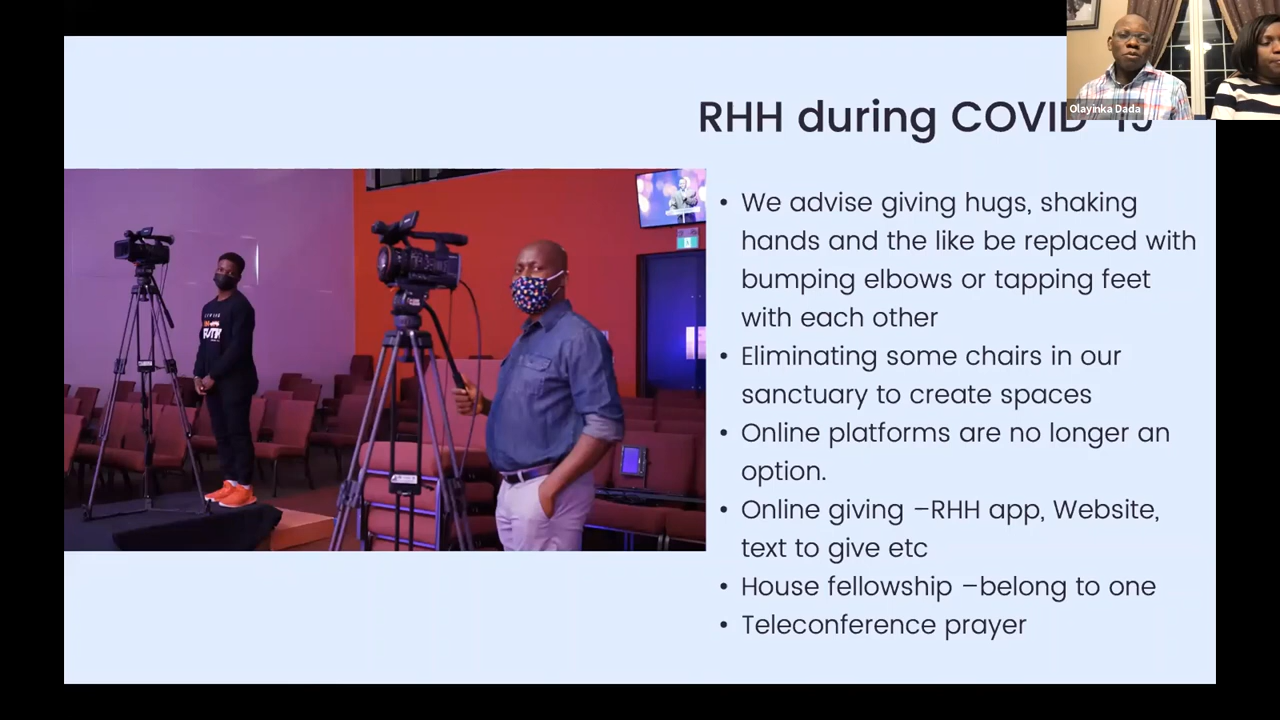 Olayinka Dada
RHH during COVID-19
• We advise giving hugs, shaking
hands and the like be replaced with
bumping elbows or tapping feet
with each other
• Eliminating some chairs in our
sanctuary to create spaces
• Online platforms are no longer an
option.
• Online giving –RHH app, Website,
text to give etc
• House fellowship –belong to one
• Teleconference prayer